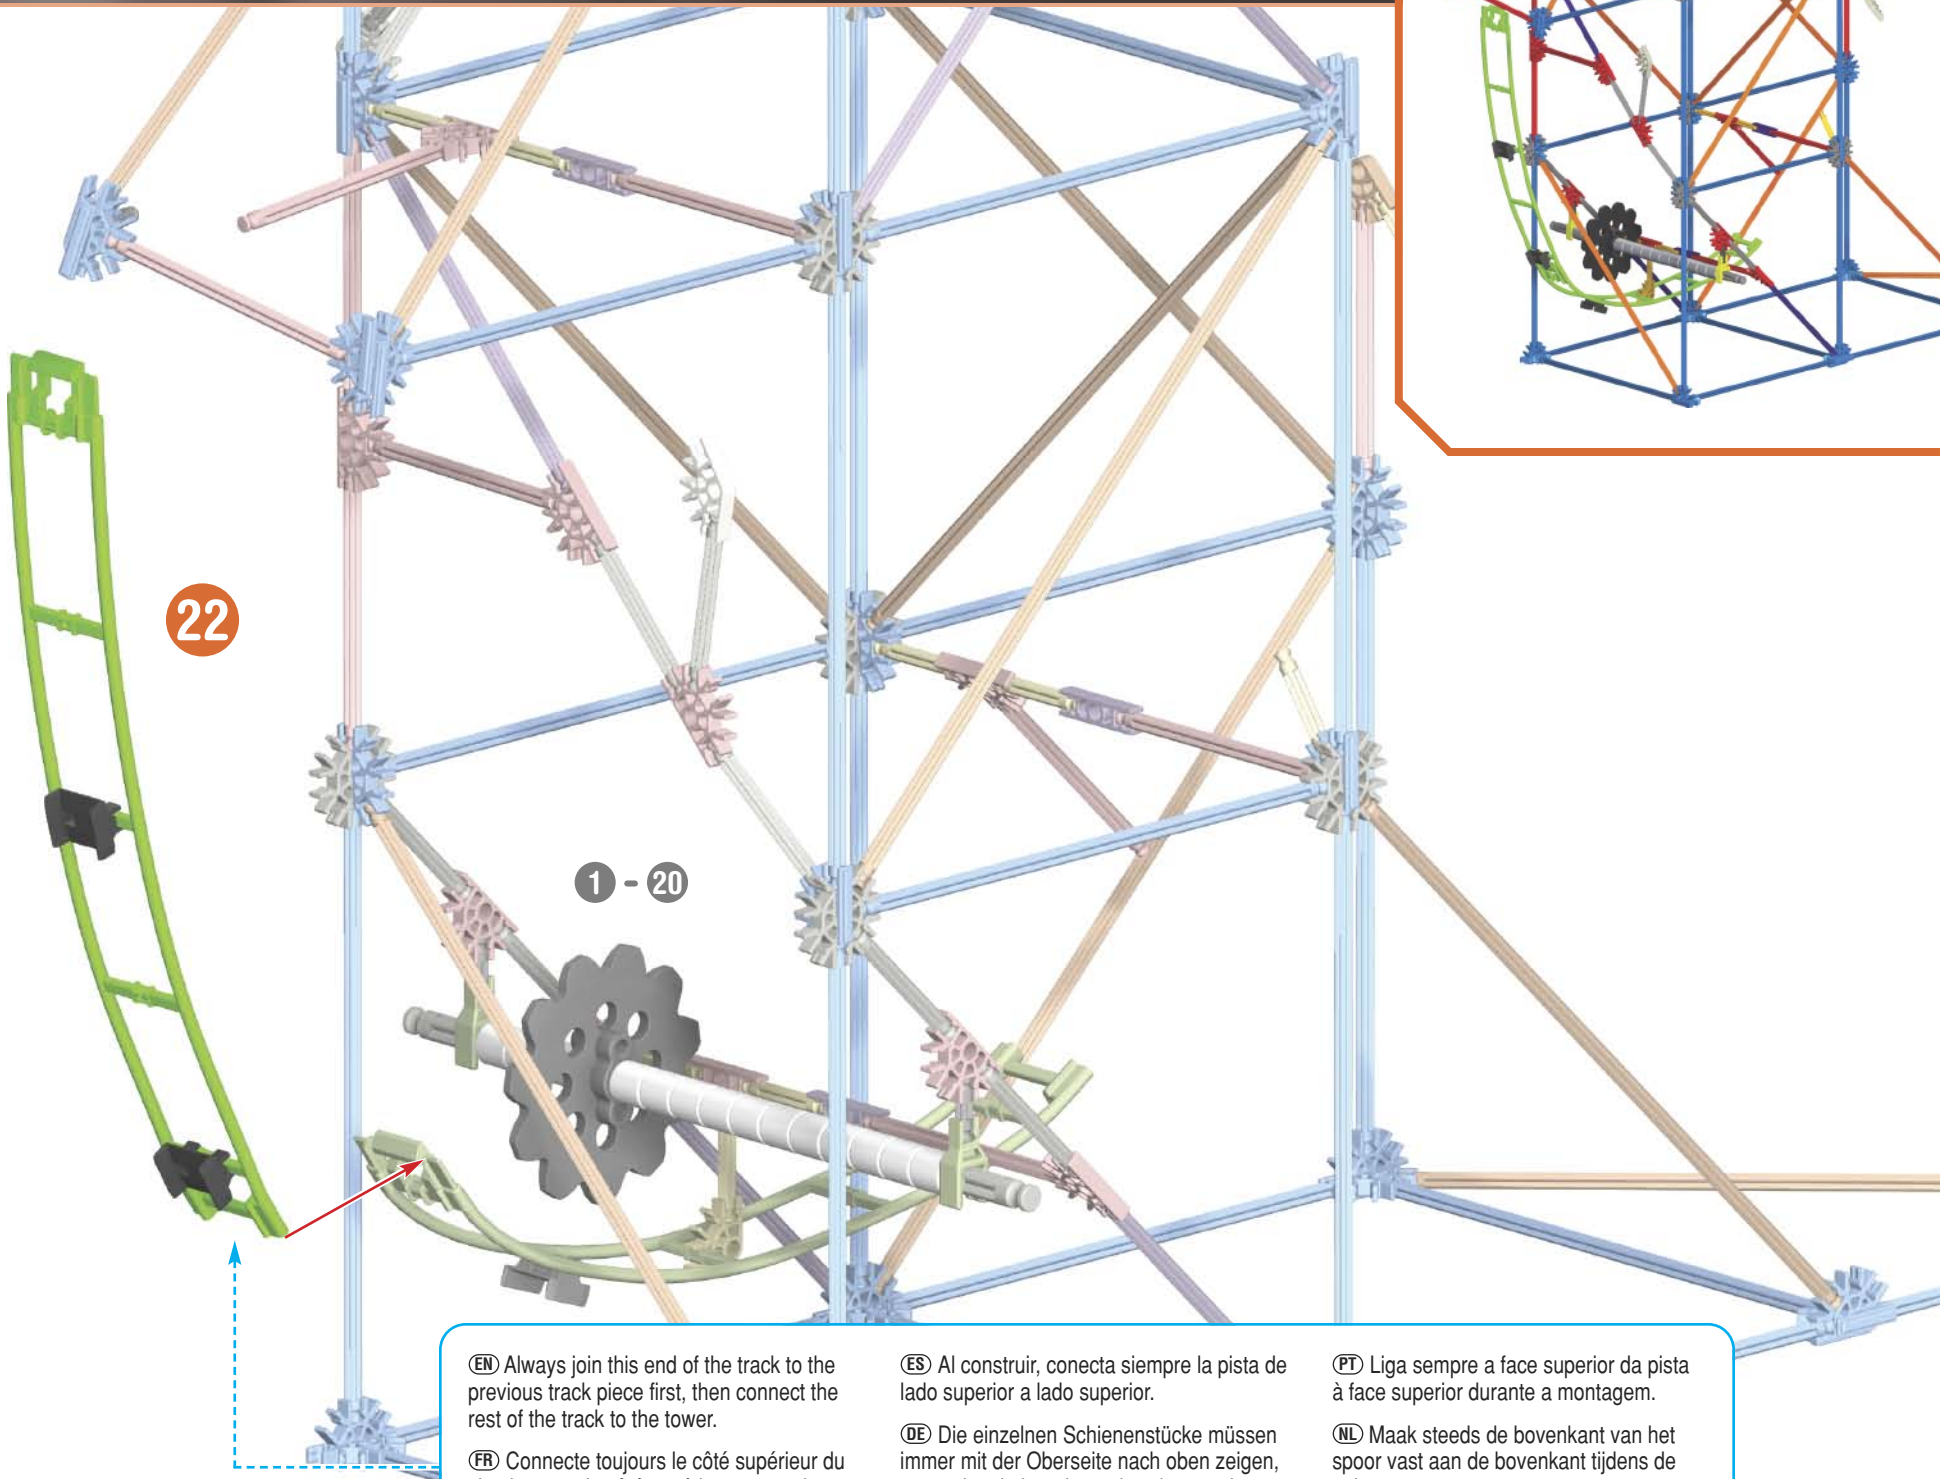 22
1 - 20
EN Always join this end of the track to the
previous track piece first, then connect the
rest of the track to the tower.
FR Connecte toujours le côté supérieur du
ES Al construir, conecta siempre la pista de
lado superior a lado superior.
DE Die einzelnen Schienenstücke müssen
immer mit der Oberseite nach oben zeigen,
PT Liga sempre a face superior da pista
à face superior durante a montagem.
NL Maak steeds de bovenkant van het
spoor vast aan de bovenkant tijdens de